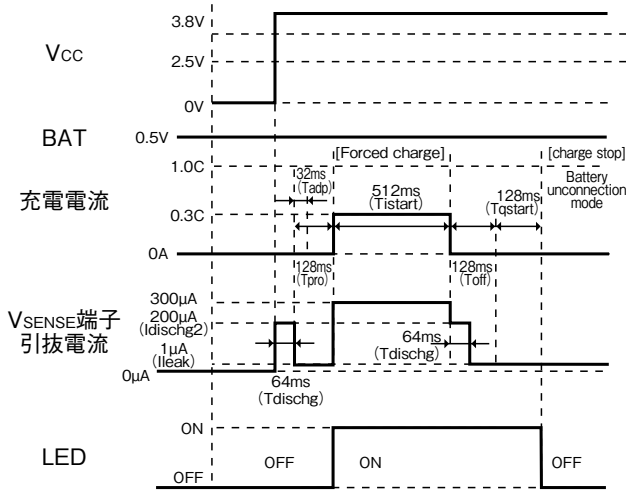 3.8V
VCC
2.5V
0V
BAT
0.5V
[Forced charge]
[charge stop]
1.0C
32ms
(Tadp)
Battery
unconnection
mode
充電電流
512ms
(Tistart)
128ms
(Tqstart)
0.3C
0A
128ms
(Tpro)
128ms
(Toff)
300μA
VSENSE端子
引抜電流
200μA
(Idischg2)
1μA
(Ileak)
0μA
64ms
(Tdischg)
64ms
(Tdischg)
ON
LED
OFF
ON
OFF
OFF